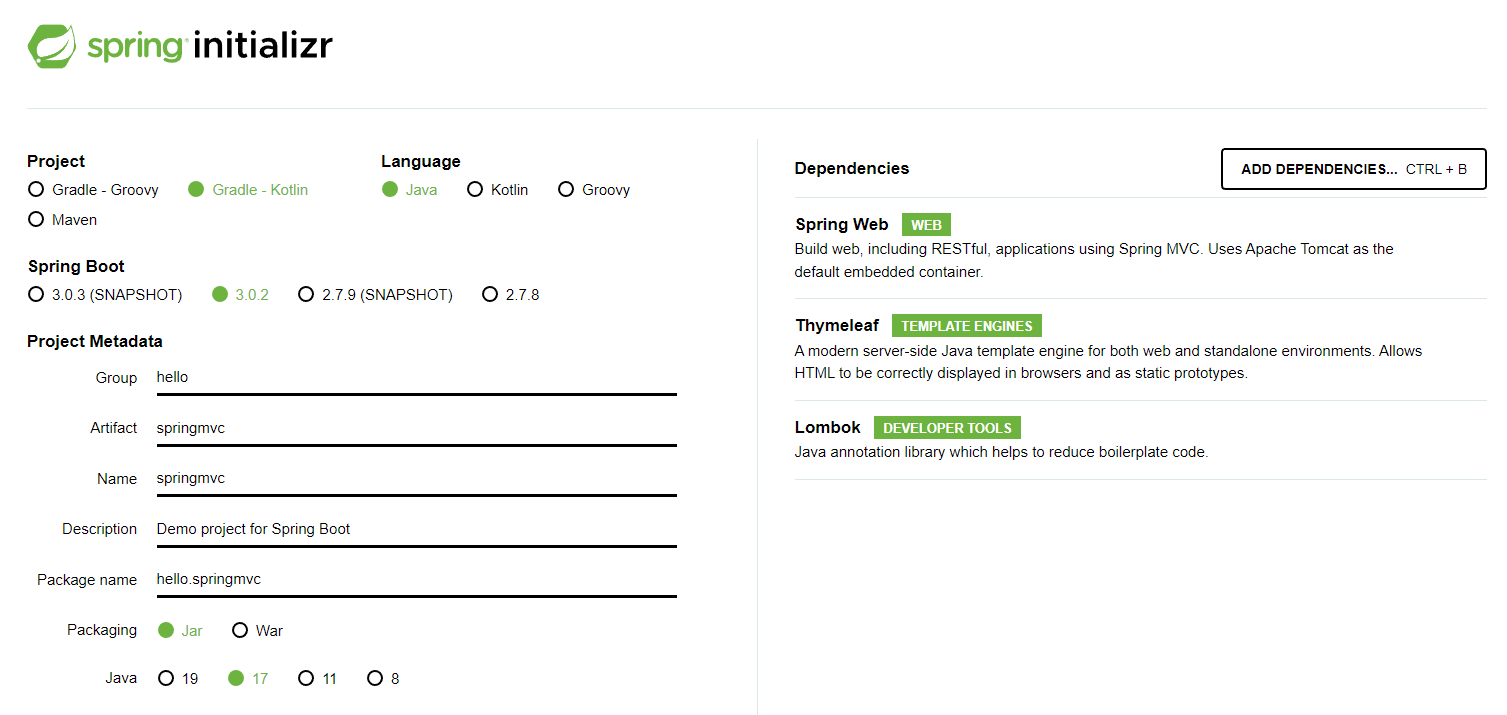 spring initializr
Project
Gradle - Groovy Gradle - Kotlin
Maven
Language
Java Kotlin Groovy
Spring Boot
3.0.3 (SNAPSHOT) 3.0.2 2.7.9 (SNAPSHOT) 2.7.8
Project Metadata
Group hello
Artifact springmvc
Name springmvc
Description Demo project for Spring Boot
Package name hello.springmvc
Packaging Jar War
Java 19 17 11 8
Dependencies ADD DEPENDENCIES... CTRL + B
Spring Web WEB
Build web, including RESTful, applications using Spring MVC. Uses Apache Tomcat as the
default embedded container.
Thymeleaf TEMPLATE ENGINES
A modern server-side Java template engine for both web and standalone environments. Allows
HTML to be correctly displayed in browsers and as static prototypes.
Lombok DEVELOPER TOOLS
Java annotation library which helps to reduce boilerplate code.